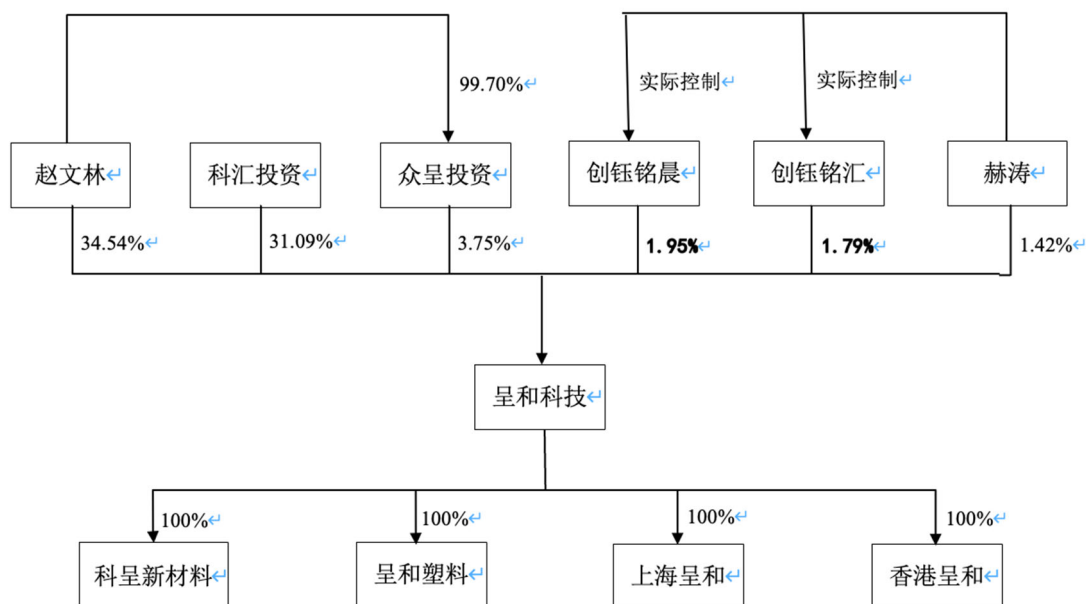 99.70%↵
实际控制↵
实际控制↵
赵文林↵
科汇投资↵
众呈投资↵
创钰铭晨↵
创钰铭汇↵
赫涛↵
34.54%↵
31.09%↵
3.75%↵
1.95%↵
1.79%↵
1.42%↵
呈和科技↵
100%↵
100%↵
100%↵
100%↵
科呈新材料↵
呈和塑料↵
上海呈和↵
香港呈和↵